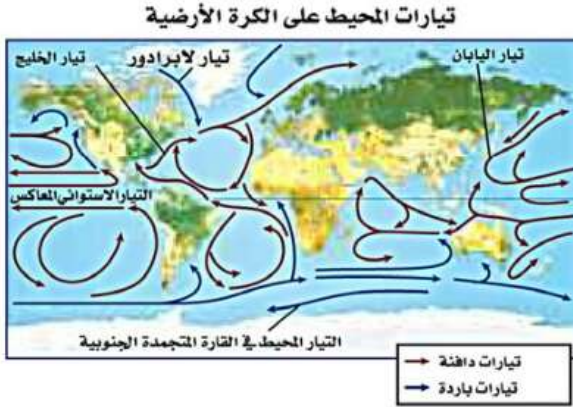 تيارات المحيط على الكرة الأرضية
تيار اليابان
تيار لابرادور
تيار الخليج
التيار الاستوائي المعاكس
التيار المحيط في القارة المتجمدة الجنوبية
تيارات دافئة
تيارات باردة